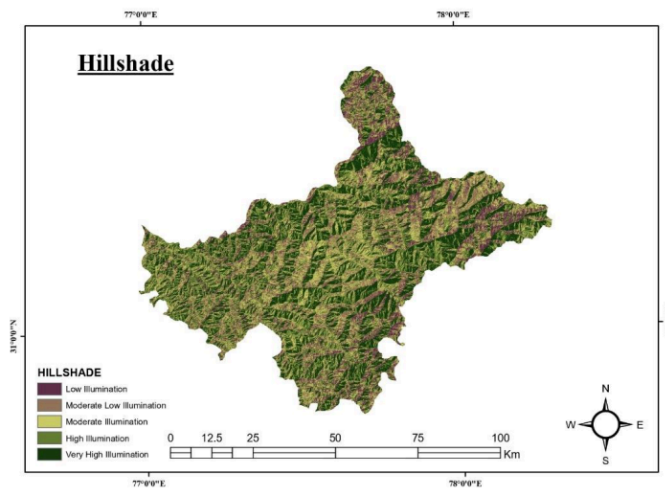 77°0'0"E 78°0'0"E
Hillshade
31°0'0"N
HILLSHADE
Low Illumination
Moderate Low Illumination
Moderate Illumination
High Illumination
Very High Illumination
0 12.5 25 50 75 100
Km
N
W E
S
77°0'0"E 78°0'0"E